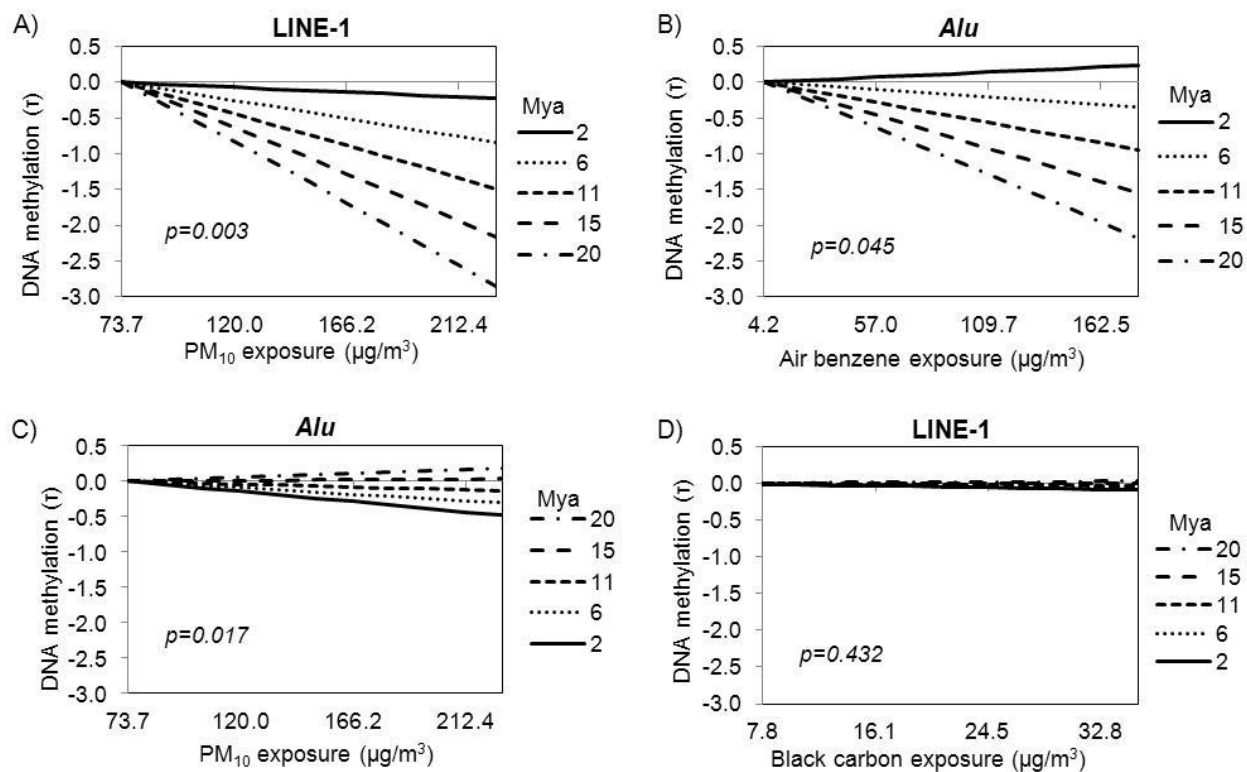 A)
LINE-1
0.5
0.0
-0.5
-1.0
-1.5
-2.0
-2.5
-3.0
DNA methylation (τ)
p=0.003
73.7 120.0 166.2 212.4
PM10 exposure (µg/m³)
Mya
2
6
11
15
20
B)
Alu
0.5
0.0
-0.5
-1.0
-1.5
-2.0
-2.5
-3.0
DNA methylation (τ)
p=0.045
4.2 57.0 109.7 162.5
Air benzene exposure (µg/m³)
Mya
2
6
11
15
20
C)
Alu
0.5
0.0
-0.5
-1.0
-1.5
-2.0
-2.5
-3.0
DNA methylation (τ)
p=0.017
73.7 120.0 166.2 212.4
PM10 exposure (µg/m³)
Mya
20
15
11
6
2
D)
LINE-1
0.5
0.0
-0.5
-1.0
-1.5
-2.0
-2.5
-3.0
DNA methylation (τ)
p=0.432
7.8 16.1 24.5 32.8
Black carbon exposure (µg/m³)
Mya
20
15
11
6
2